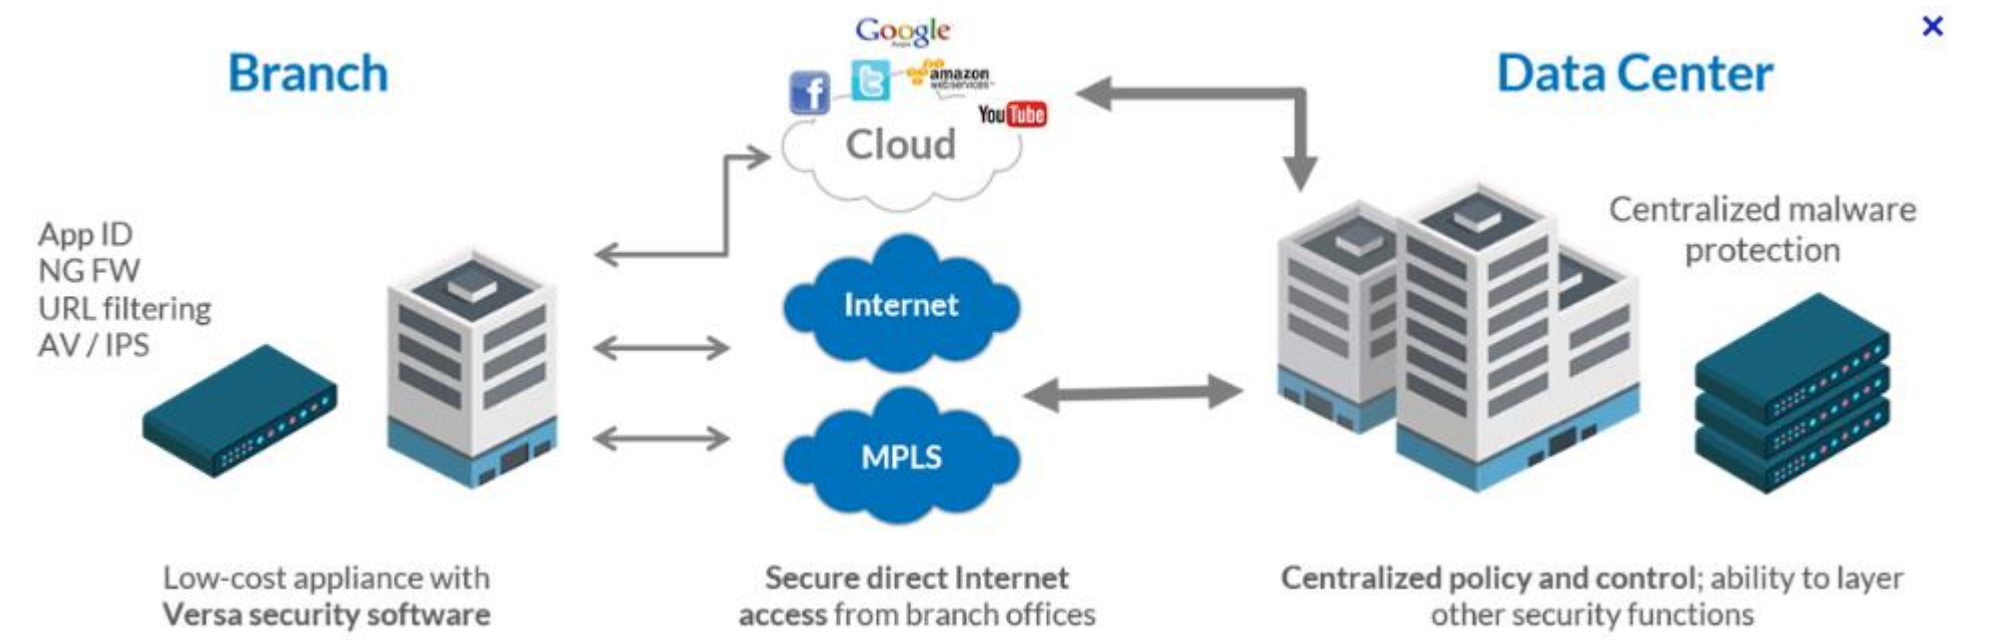 Branch
App ID
NG FW
URL filtering
AV / IPS
Low-cost appliance with
Versa security software
Google
Apps
f
t
amazon
webservices™
You Tube
Cloud
Internet
MPLS
Secure direct Internet
access from branch offices
Data Center
Centralized malware
protection
Centralized policy and control; ability to layer
other security functions